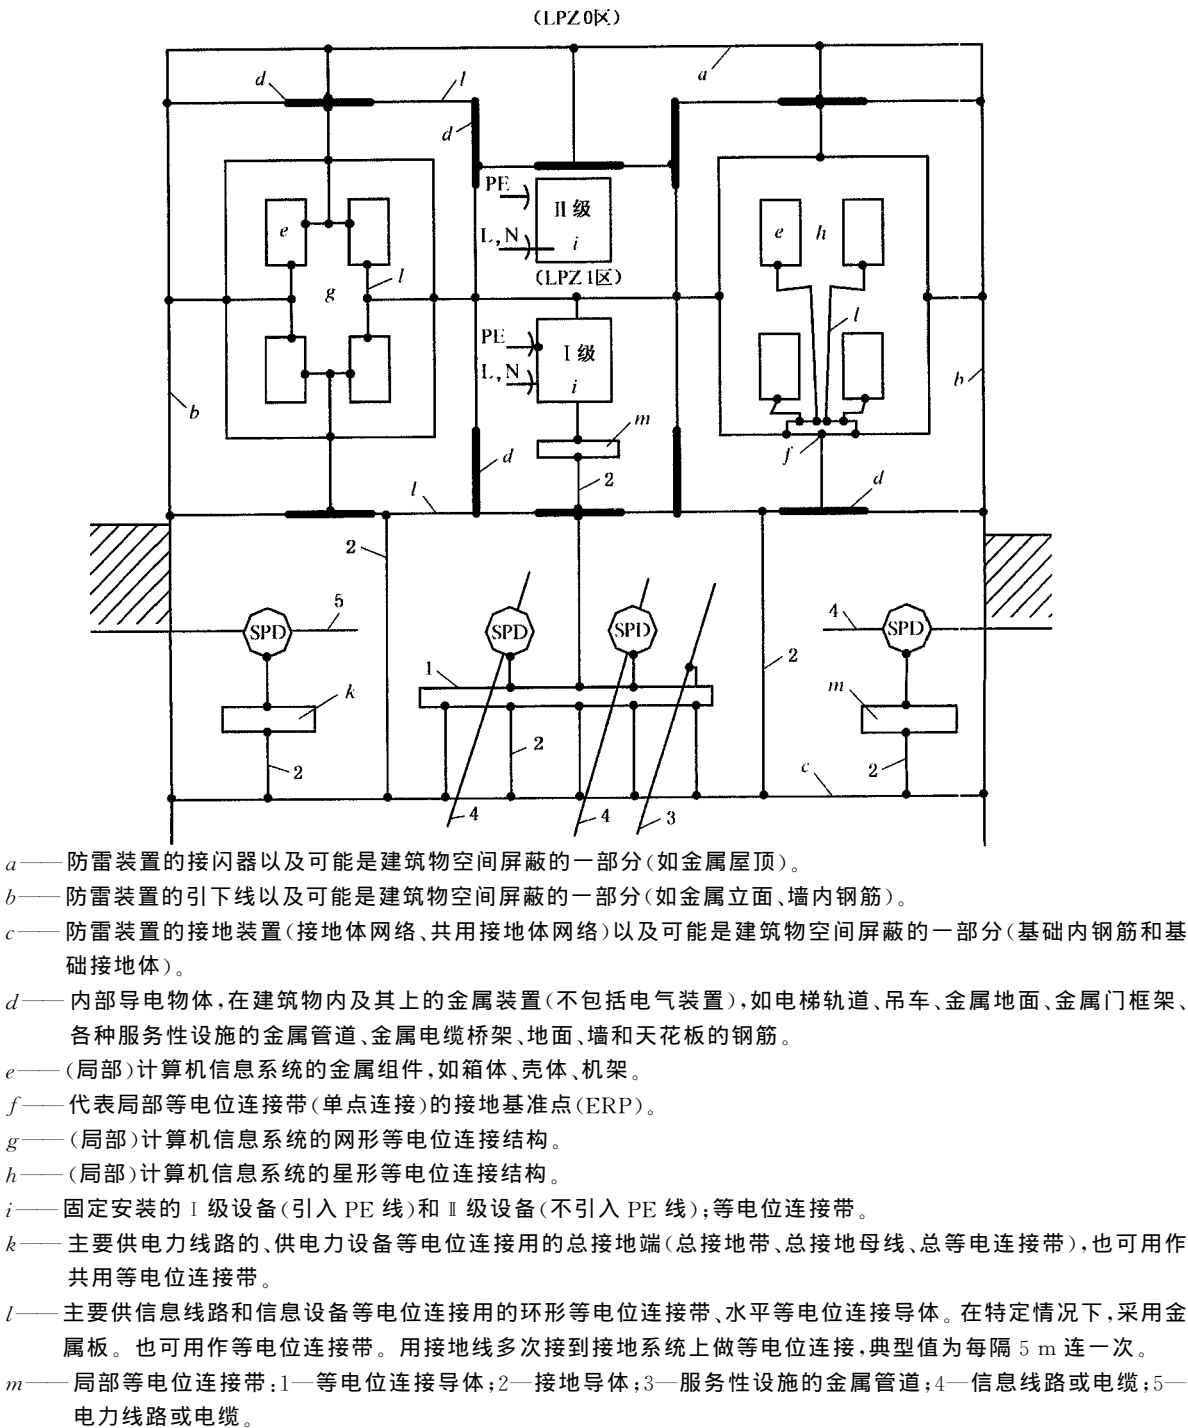 (LPZ0区)
a
d
l
d
PE
Ⅱ级
L,N
i
(LPZ1区)
e
g
l
e
h
l
PE
Ⅰ级
L,N
i
b
b
m
d
2
f
d
l
2
5
SPD
SPD
SPD
4
SPD
1
2
k
m
2
2
c
2
4
4
3
a——防雷装置的接闪器以及可能是建筑物空间屏蔽的一部分(如金属屋顶)。
b——防雷装置的引下线以及可能是建筑物空间屏蔽的一部分(如金属立面、墙内钢筋)。
c——防雷装置的接地装置(接地体网络、共用接地体网络)以及可能是建筑物空间屏蔽的一部分(基础内钢筋和基
础接地体)。
d——内部导电物体,在建筑物内及其上的金属装置(不包括电气装置),如电梯轨道、吊车、金属地面、金属门框架、
各种服务性设施的金属管道、金属电缆桥架、地面、墙和天花板的钢筋。
e——(局部)计算机信息系统的金属组件,如箱体、壳体、机架。
f——代表局部等电位连接带(单点连接)的接地基准点(ERP)。
g——(局部)计算机信息系统的网形等电位连接结构。
h——(局部)计算机信息系统的星形等电位连接结构。
i——固定安装的Ⅰ级设备(引入 PE 线)和Ⅱ级设备(不引入 PE 线);等电位连接带。
k——主要供电力线路的、供电力设备等电位连接用的总接地端(总接地带、总接地母线、总等电连接带),也可用作
共用等电位连接带。
l——主要供信息线路和信息设备等电位连接用的环形等电位连接带、水平等电位连接导体。在特定情况下,采用金
属板。也可用作等电位连接带。用接地线多次接到接地系统上做等电位连接,典型值为每隔 5 m 连一次。
m——局部等电位连接带:1—等电位连接导体;2—接地导体;3—服务性设施的金属管道;4—信息线路或电缆;5—
电力线路或电缆。